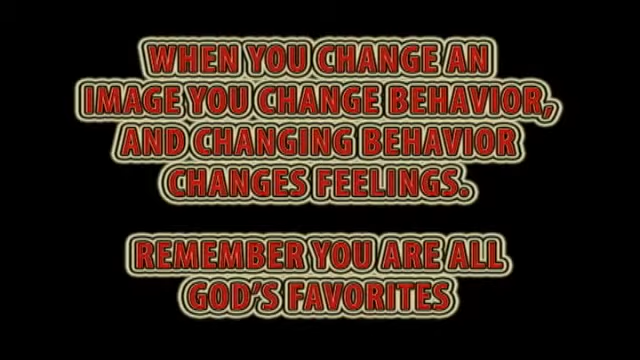 WHEN YOU CHANGE AN
IMAGE YOU CHANGE BEHAVIOR,
AND CHANGING BEHAVIOR
CHANGES FEELINGS.
REMEMBER YOU ARE ALL
GOD'S FAVORITES